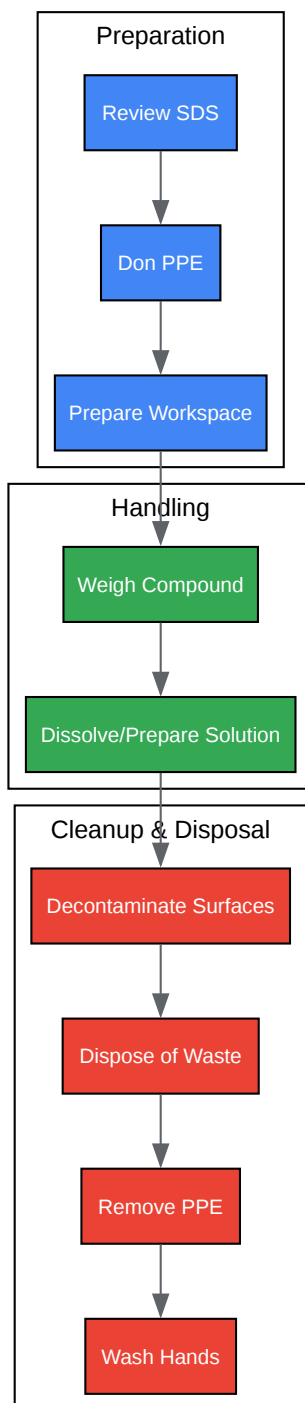 Preparation
Review SDS
Don PPE
Prepare Workspace
Handling
Weigh Compound
Dissolve/Prepare Solution
Cleanup & Disposal
Decontaminate Surfaces
Dispose of Waste
Remove PPE
Wash Hands